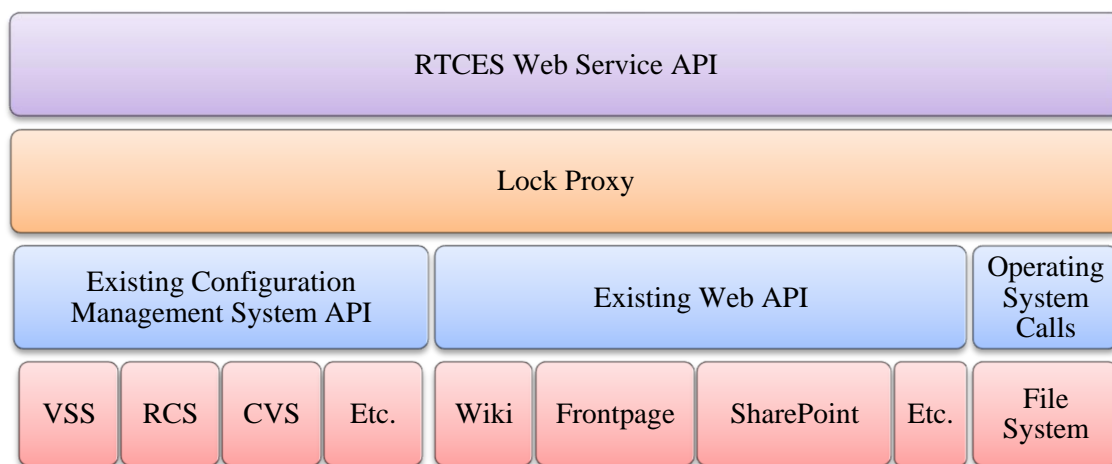 RTCES Web Service API
Lock Proxy
Existing Configuration
Management System API
Existing Web API
Operating
System
Calls
VSS
RCS
CVS
Etc.
Wiki
Frontpage
SharePoint
Etc.
File
System